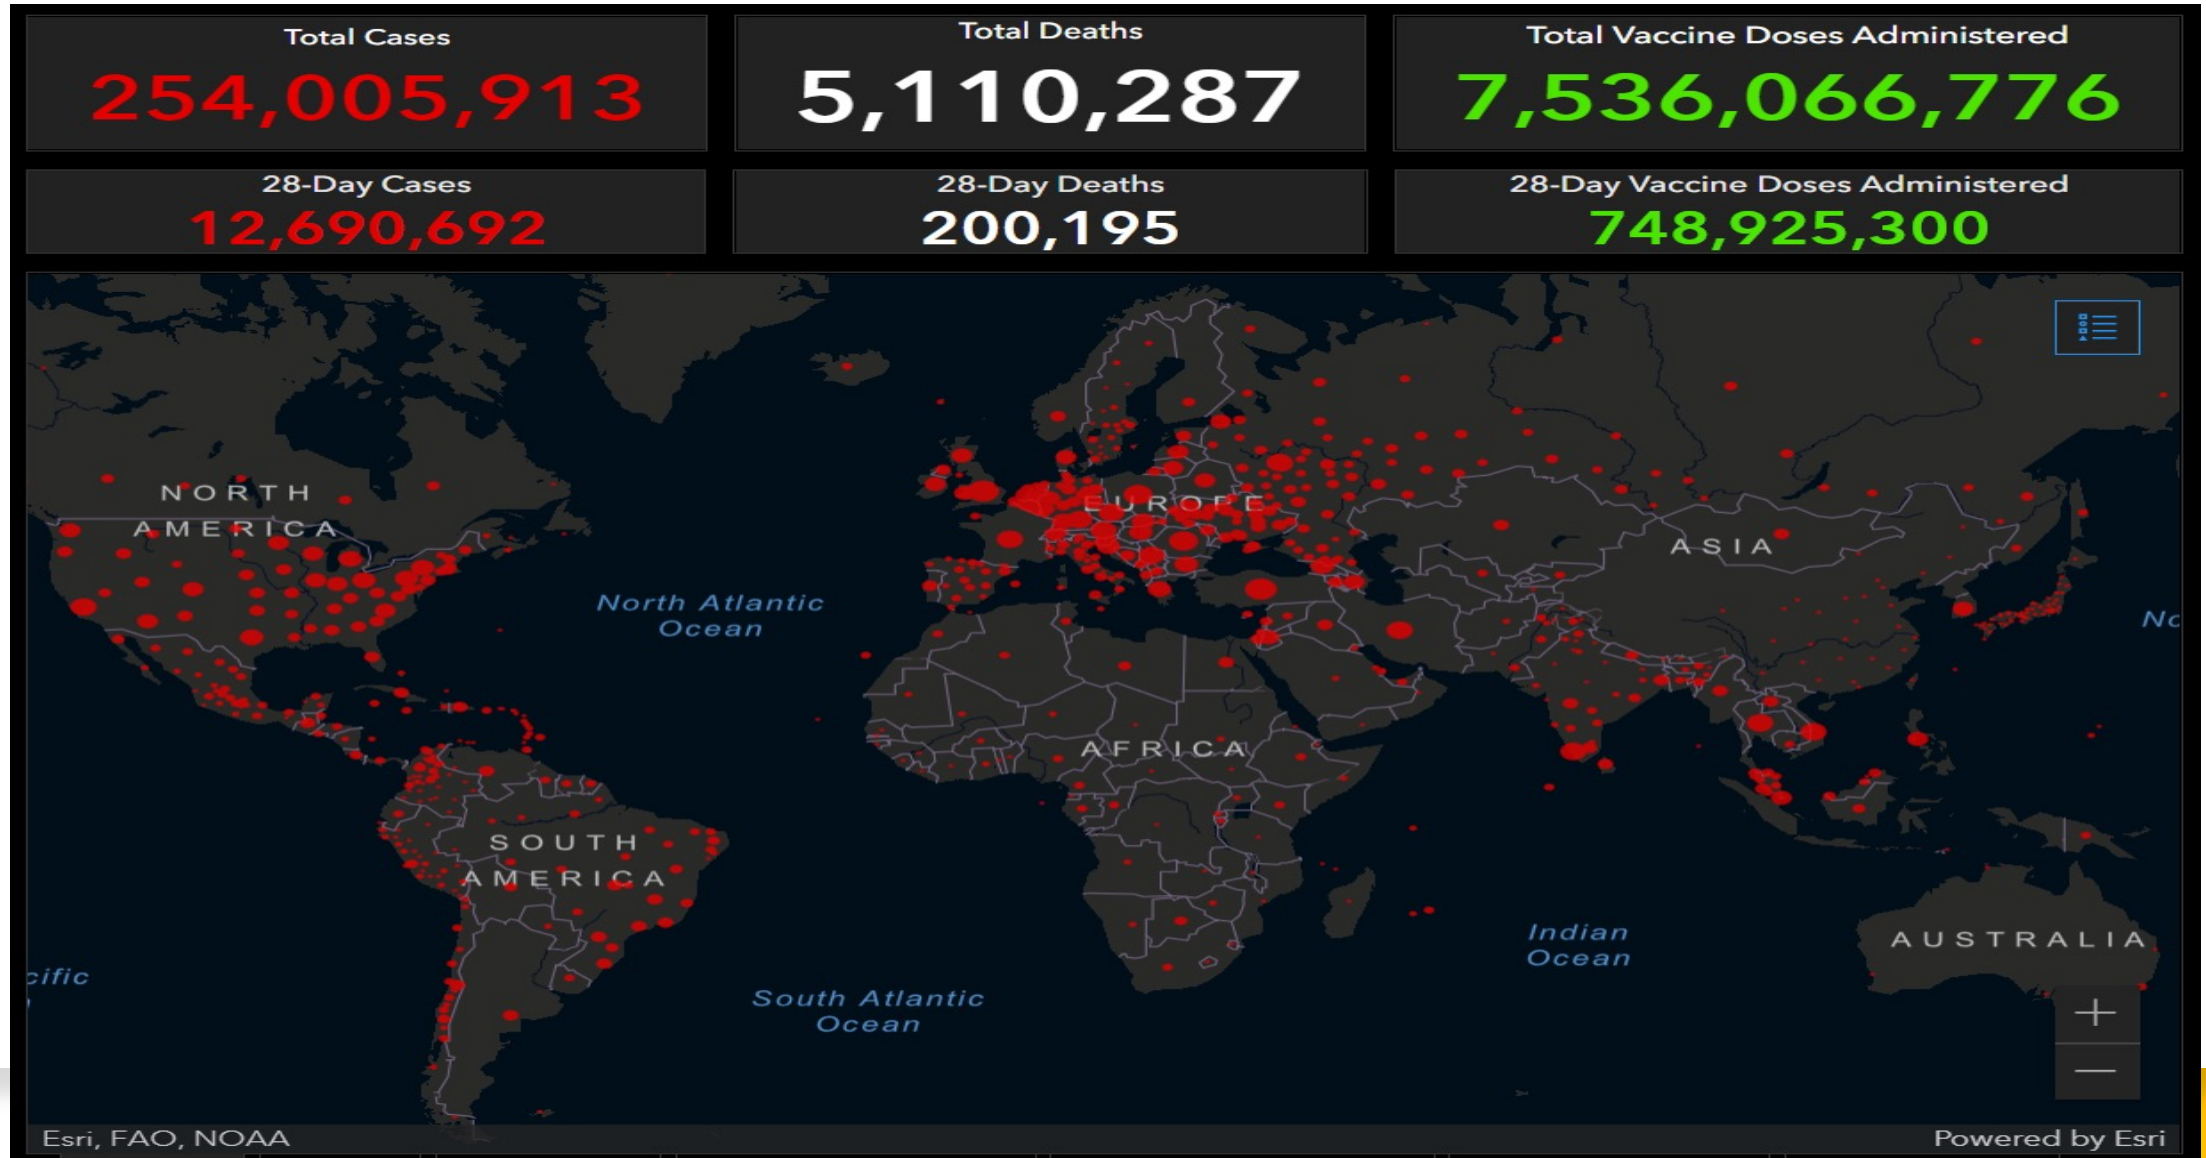 Total Cases
254,005,913
Total Deaths
5,110,287
Total Vaccine Doses Administered
7,536,066,776
28-Day Cases
12,690,692
28-Day Deaths
200,195
28-Day Vaccine Doses Administered
748,925,300
NORTH
AMERICA
EUROPE
ASIA
North Atlantic
Ocean
No
AFRICA
SOUTH
AMERICA
Indian
Ocean
AUSTRALIA
cific
South Atlantic
Ocean
Esri, FAO, NOAA
Powered by Esri